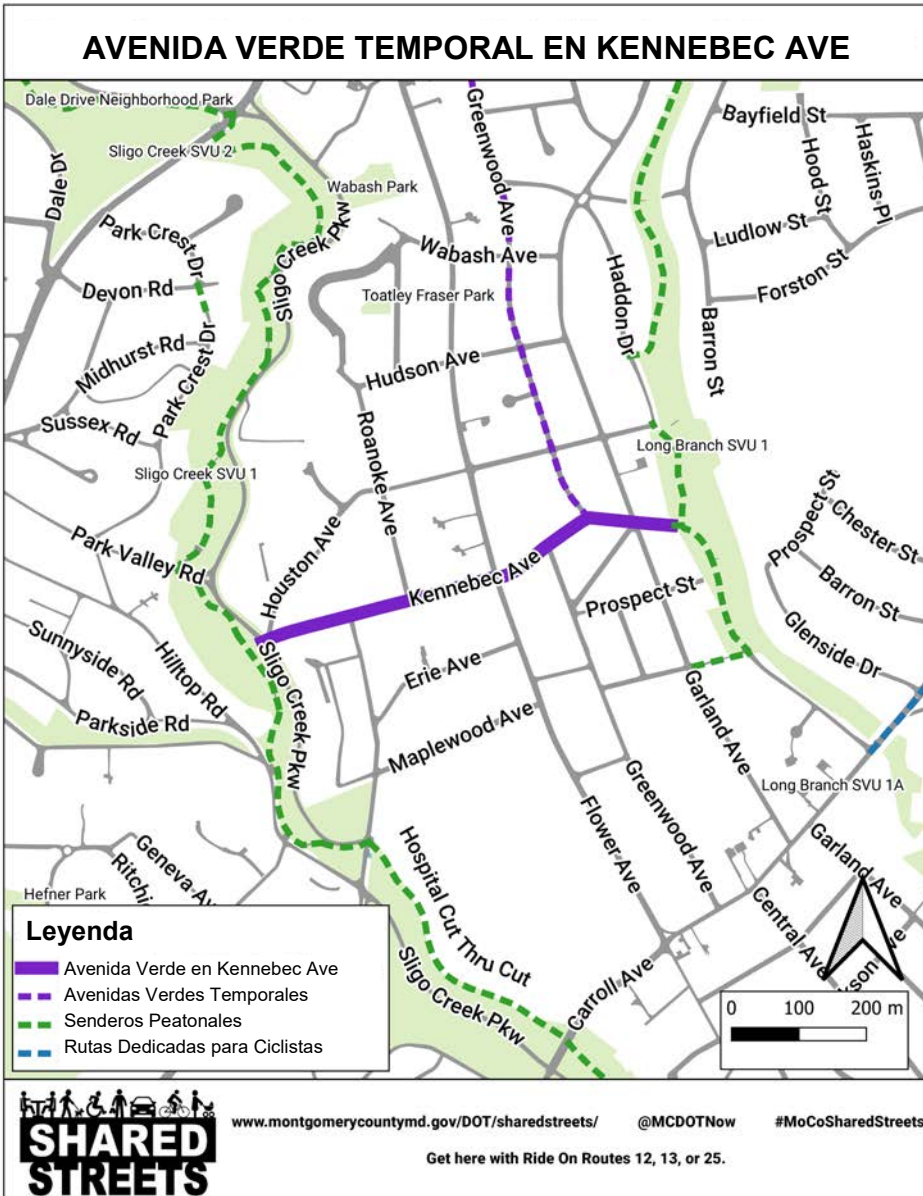 AVENIDA VERDE TEMPORAL EN KENNEBEC AVE
Dale Drive Neighborhood Park
Sligo Creek SVU 2
Dale Dr
Wabash Park
Greenwood Ave
Bayfield St
Hood St
Haskins Pl
Park Crest Dr
Sligo Creek Pkw
Wabash Ave
Ludlow St
Devon Rd
Toatley Fraser Park
Haddon Dr
Forston St
Barron St
Midhurst Rd
Park Crest Dr
Hudson Ave
Sussex Rd
Roanoke Ave
Long Branch SVU 1
Sligo Creek SVU 1
Prospect St
Chester St
Park Valley Rd
Houston Ave
Kennebec Ave
Prospect St
Barron St
Glenside Dr
Sunnyside Rd
Hilltop Rd
Sligo Creek Pkw
Erie Ave
Garland Ave
Parkside Rd
Maplewood Ave
Long Branch SVU 1A
Flower Ave
Greenwood Ave
Geneva Av
Ritchi
Hospital Cut Thru Cut
Garland Ave
Hefner Park
Central Ave
Sligo Creek Pkw
Carroll Ave
Leyenda
Avenida Verde en Kennebec Ave
Avenidas Verdes Temporales
Senderos Peatonales
Rutas Dedicadas para Ciclistas
0 100 200 m
SHARED
STREETS
www.montgomerycountymd.gov/DOT/sharedstreets/ @MCDOTNow #MoCoSharedStreets
Get here with Ride On Routes 12, 13, or 25.